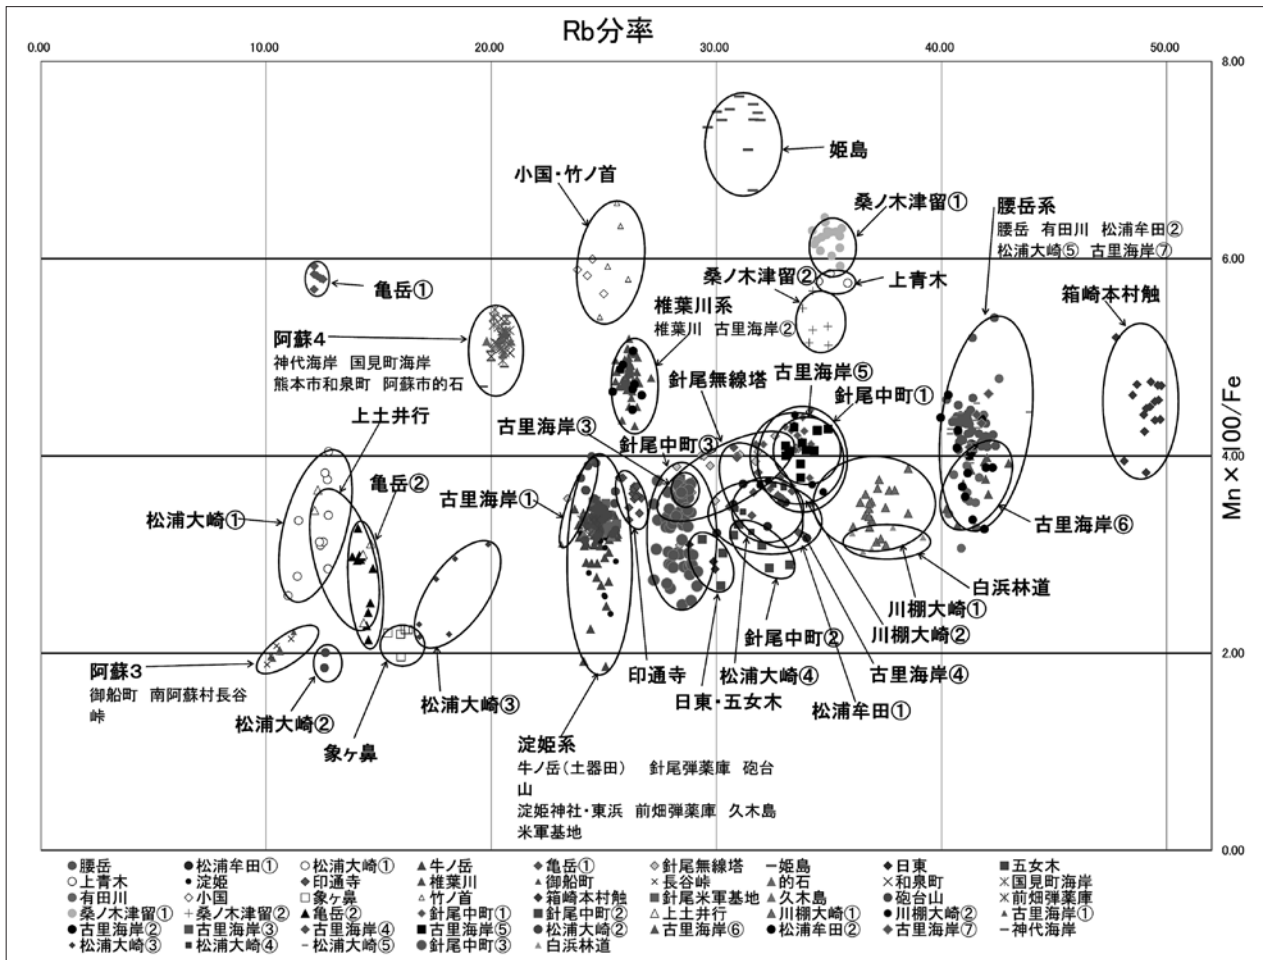 Rb分率
0.00 10.00 20.00 30.00 40.00 50.00
8.00
6.00
4.00
2.00
0.00
Mn×100/Fe
姫島
小国・竹ノ首
桑ノ木津留①
腰岳系
腰岳 有田川 松浦牟田②
松浦大崎⑤ 古里海岸⑦
亀岳①
桑ノ木津留②
上青木
箱崎本村触
椎葉川系
椎葉川 古里海岸②
阿蘇4
神代海岸 国見町海岸
熊本市和泉町 阿蘇市的石
針尾無線塔
古里海岸⑤
針尾中町①
上土井行
古里海岸③
針尾中町③
亀岳②
松浦大崎①
古里海岸①
古里海岸⑥
白浜林道
川棚大崎①
川棚大崎②
針尾中町②
阿蘇3
御船町 南阿蘇村長谷
峠
松浦大崎②
象ヶ鼻
松浦大崎③
印通寺
日東・五女木
松浦大崎④
古里海岸④
松浦牟田①
淀姫系
牛ノ岳(土器田) 針尾弾薬庫 砲台
山
淀姫神社・東浜 前畑弾薬庫 久木島
米軍基地
腰岳 松浦牟田① 松浦大崎① 牛ノ岳 亀岳① 針尾無線塔 姫島 日東 五女木
上青木 淀姫 印通寺 椎葉川 御船町 長谷峠 的石 和泉町 国見町海岸
有田川 小国 象ヶ鼻 竹ノ首 箱崎本村触 針尾米軍基地 久木島 砲台山 前畑弾薬庫
桑ノ木津留① 桑ノ木津留② 亀岳② 針尾中町① 針尾中町② 上土井行 川棚大崎① 川棚大崎② 古里海岸①
古里海岸② 古里海岸③ 古里海岸④ 古里海岸⑤ 松浦大崎② 古里海岸⑥ 松浦牟田② 古里海岸⑦ 神代海岸
松浦大崎③ 松浦大崎④ 松浦大崎⑤ 針尾中町③ 白浜林道